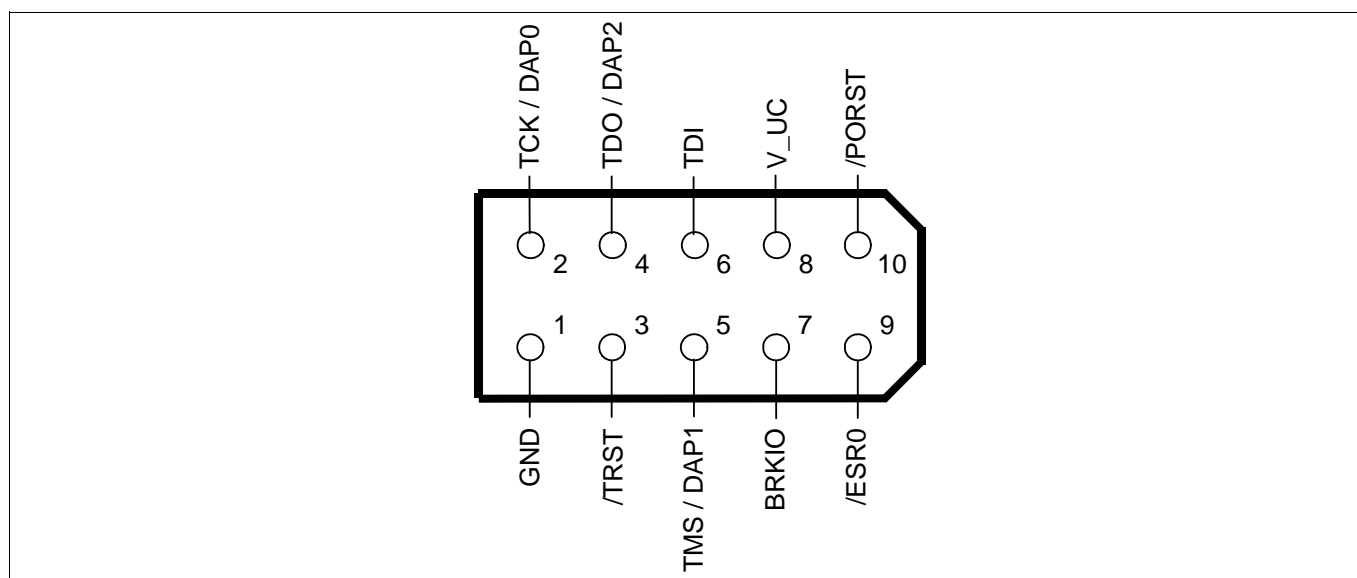 TCK / DAP0
TDO / DAP2
TDI
V_UC
/PORST
2
4
6
8
10
1
3
5
7
9
GND
/TRST
TMS / DAP1
BRKIO
/ESR0